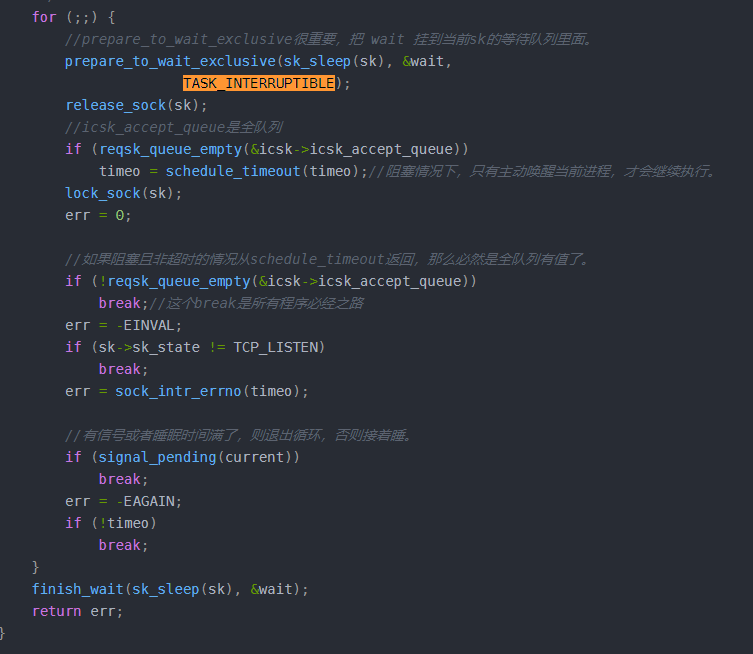 for (;;) {
//prepare_to_wait_exclusive很重要，把 wait 挂到当前sk的等待队列里面。
prepare_to_wait_exclusive(sk_sleep(sk), &wait,
TASK_INTERRUPTIBLE);
release_sock(sk);
//icsk_accept_queue是全队列
if (reqsk_queue_empty(&icsk->icsk_accept_queue))
timeo = schedule_timeout(timeo);//阻塞情况下，只有主动唤醒当前进程，才会继续执行。
lock_sock(sk);
err = 0;
//如果阻塞且非超时的情况从schedule_timeout返回，那么必然是全队列有值了。
if (!reqsk_queue_empty(&icsk->icsk_accept_queue))
break;//这个break是所有程序必经之路
err = -EINVAL;
if (sk->sk_state != TCP_LISTEN)
break;
err = sock_intr_errno(timeo);
//有信号或者睡眠时间满了，则退出循环，否则接着睡。
if (signal_pending(current))
break;
err = -EAGAIN;
if (!timeo)
break;
}
finish_wait(sk_sleep(sk), &wait);
return err;
}